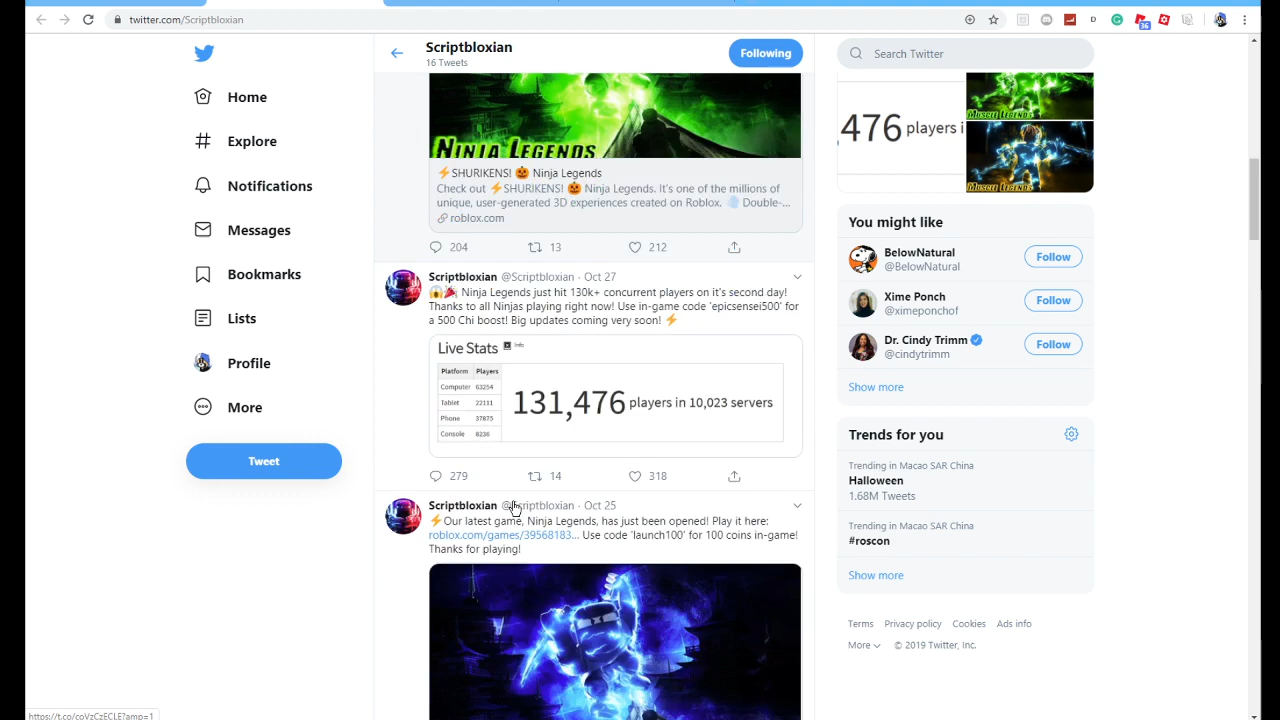 twitter.com/Scriptbloxian
D
36
Home
Explore
Notifications
Messages
Bookmarks
Lists
Profile
More
Tweet
Scriptbloxian
16 Tweets
Following
NINJA LEGENDS
⚡SHURIKENS! 🎃 Ninja Legends
Check out ⚡SHURIKENS! 🎃 Ninja Legends. It's one of the millions of
unique, user-generated 3D experiences created on Roblox. 💨 Double-...
roblox.com
204 13 212
Scriptbloxian @Scriptbloxian · Oct 27
😱🎉 Ninja Legends just hit 130k+ concurrent players on it's second day!
Thanks to all Ninjas playing right now! Use in-game code 'epicsensei500' for
a 500 Chi boost! Big updates coming very soon! ⚡
Live Stats Info
Platform Players
Computer 63254
Tablet 22111
Phone 37875
Console 8236
131,476 players in 10,023 servers
279 14 318
Scriptbloxian @Scriptbloxian · Oct 25
⚡Our latest game, Ninja Legends, has just been opened! Play it here:
roblox.com/games/39568183... Use code 'launch100' for 100 coins in-game!
Thanks for playing!
Search Twitter
476 players i
MUSCLE LEGENDS
MUSCLE LEGENDS
You might like
BelowNatural
@BelowNatural
Follow
Xime Ponch
@ximeponchof
Follow
Dr. Cindy Trimm
@cindytrimm
Follow
Show more
Trends for you
Trending in Macao SAR China
Halloween
1.68M Tweets
Trending in Macao SAR China
#roscon
Show more
Terms Privacy policy Cookies Ads info
More © 2019 Twitter, Inc.
https://t.co/coVzCzECLE?amp=1